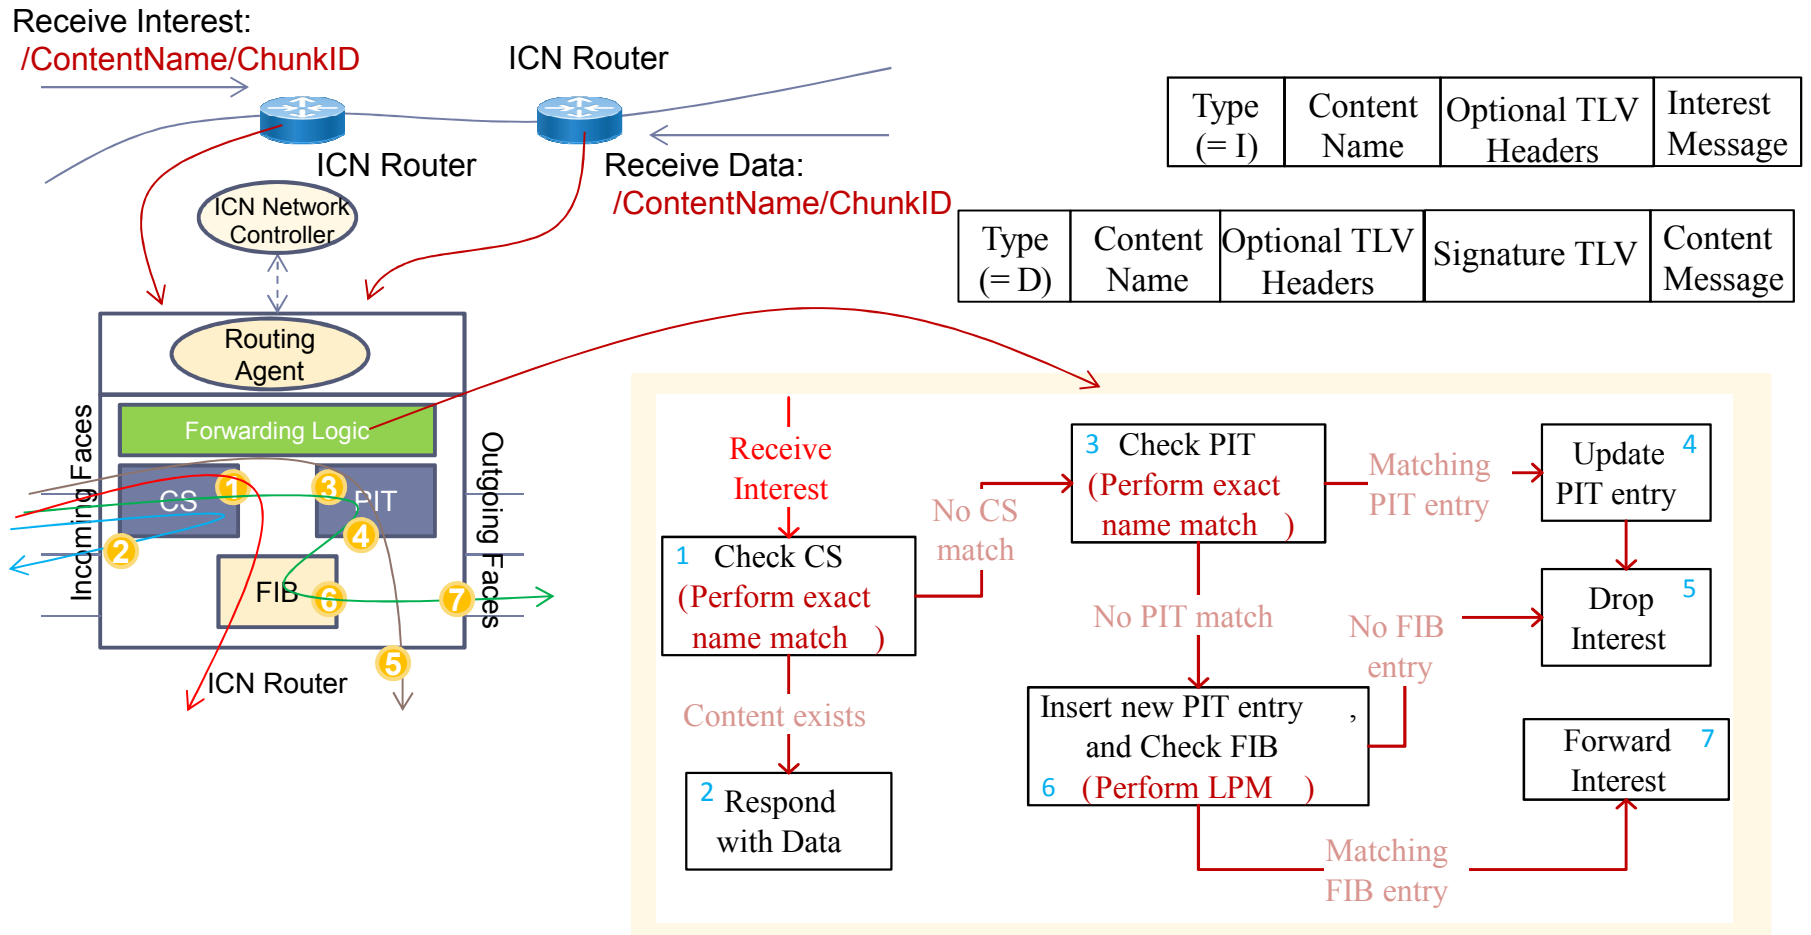 Receive Interest:
/ContentName/ChunkID
ICN Router
ICN Router
Receive Data:
/ContentName/ChunkID
ICN Network
Controller
Routing
Agent
Forwarding Logic
Incoming Faces
Outgoing Faces
CS
1
3
PIT
2
4
FIB
6
7
5
ICN Router
Type
(= I)
Content
Name
Optional TLV
Headers
Interest
Message
Type
(= D)
Content
Name
Optional TLV
Headers
Signature TLV
Content
Message
Receive
Interest
1 Check CS
(Perform exact
name match )
No CS
match
Content exists
2 Respond
with Data
3 Check PIT
(Perform exact
name match )
Matching
PIT entry
Update 4
PIT entry
No PIT match
No FIB
entry
Drop 5
Interest
Insert new PIT entry ,
and Check FIB
6 (Perform LPM )
Forward 7
Interest
Matching
FIB entry